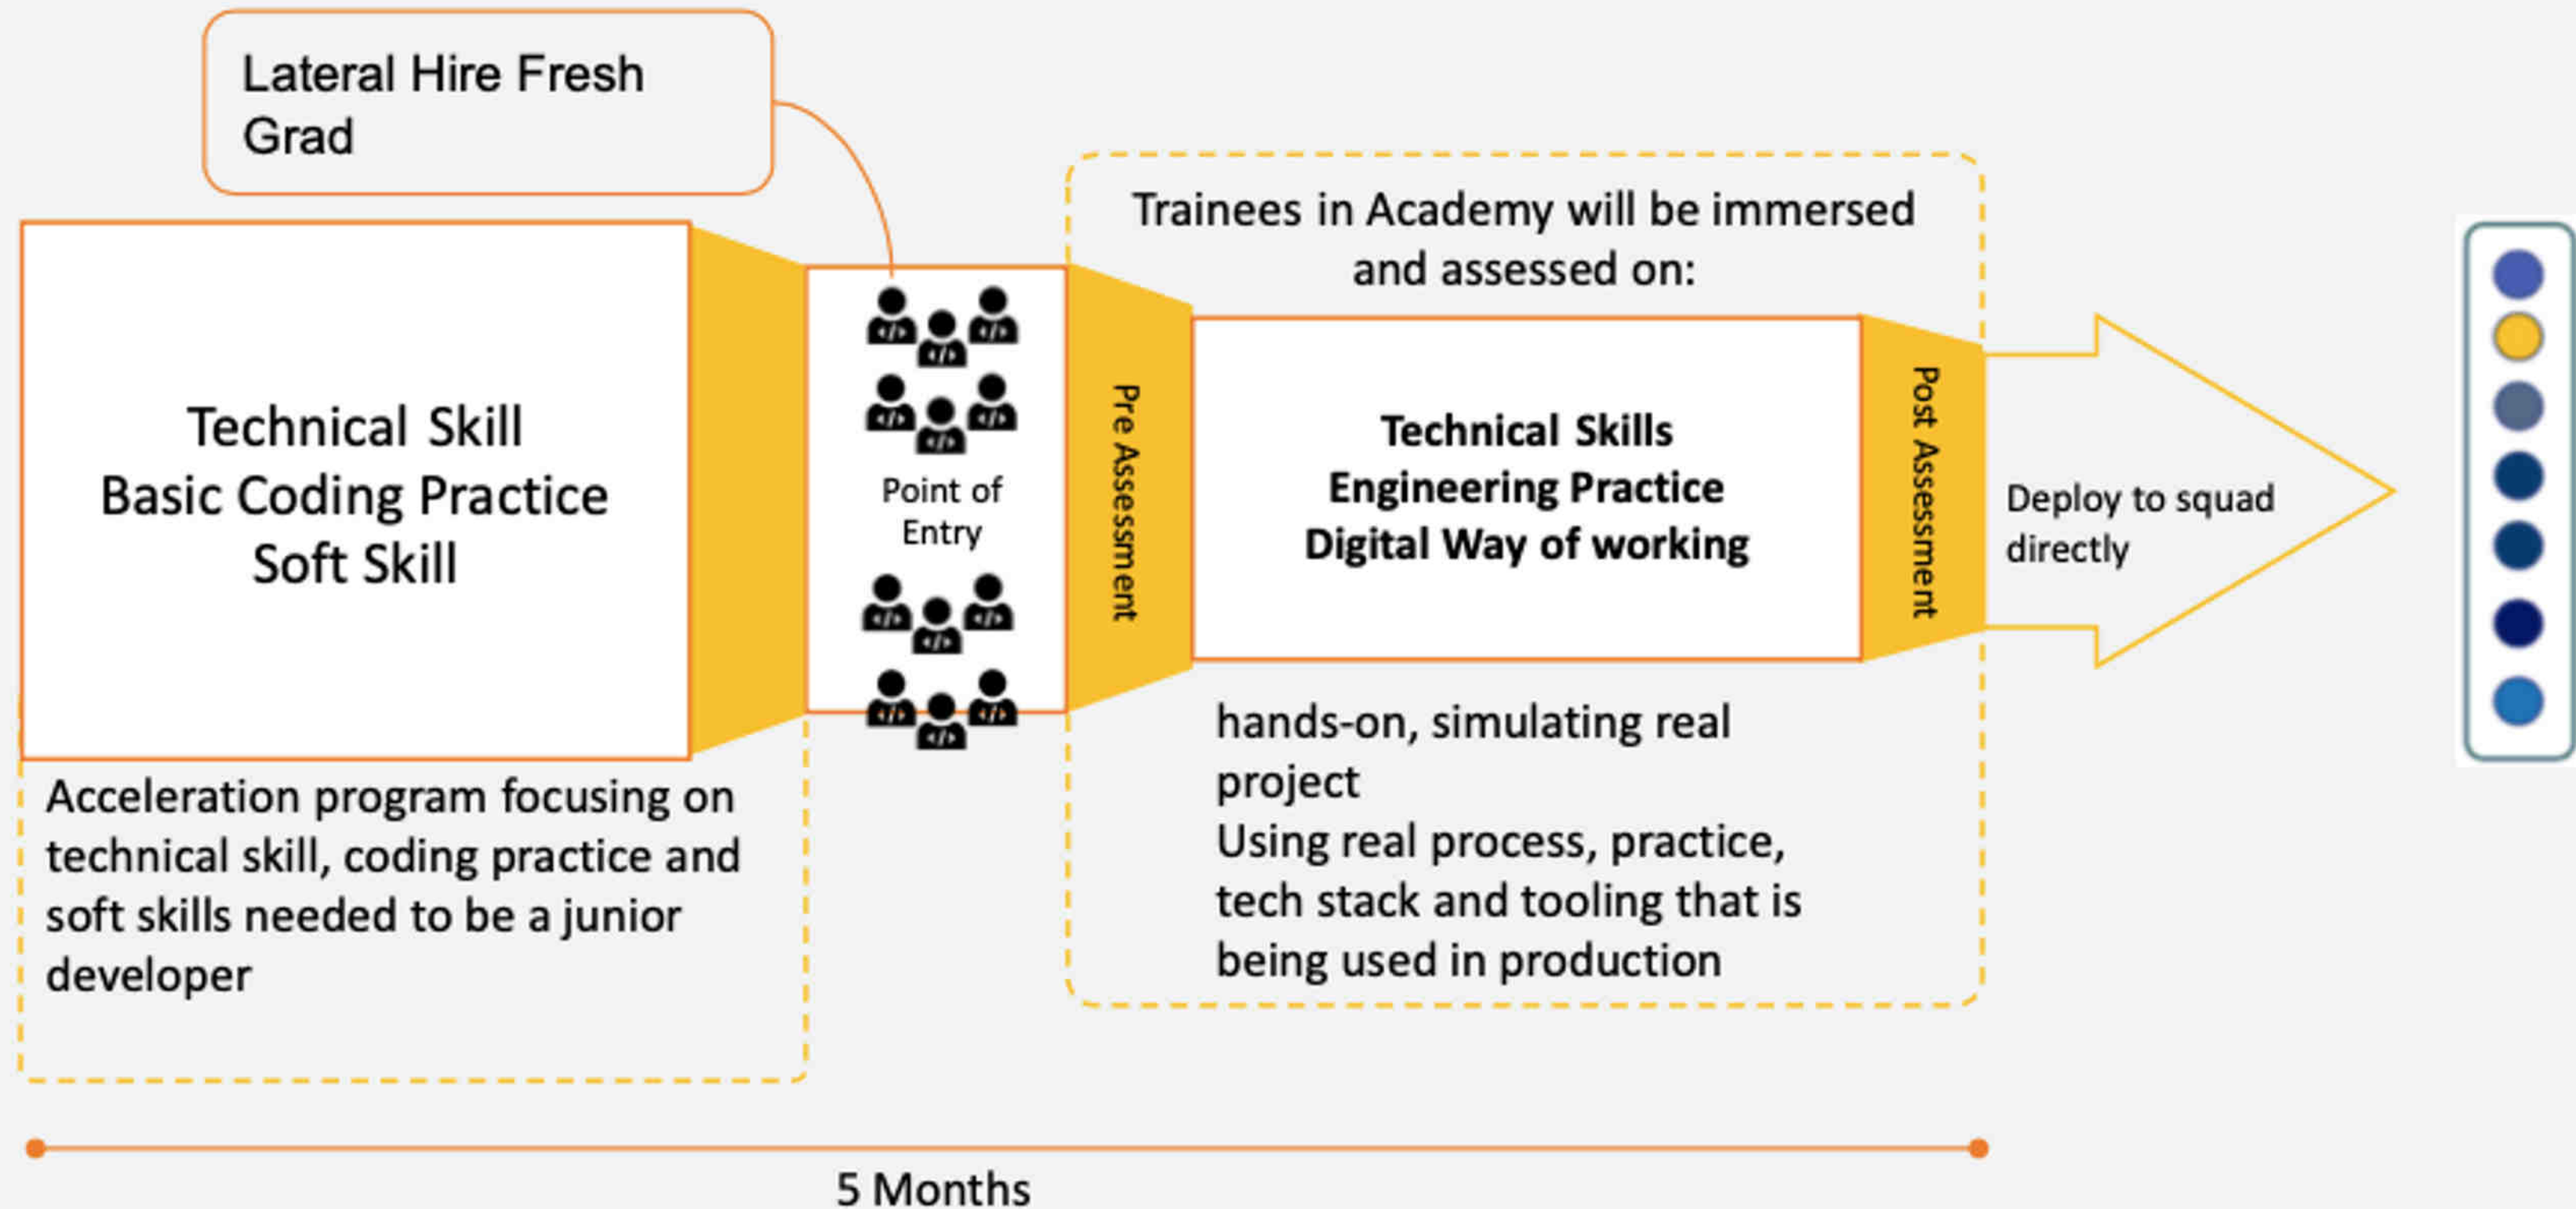 Lateral Hire Fresh
Grad
Technical Skill
Basic Coding Practice
Soft Skill
Acceleration program focusing on
technical skill, coding practice and
soft skills needed to be a junior
developer
</>
</>
</>
</>
</>
</>
Point of
Entry
</>
</>
</>
</>
</>
</>
Pre Assessment
Trainees in Academy will be immersed
and assessed on:
Technical Skills
Engineering Practice
Digital Way of working
hands-on, simulating real
project
Using real process, practice,
tech stack and tooling that is
being used in production
Post Assessment
Deploy to squad
directly
5 Months